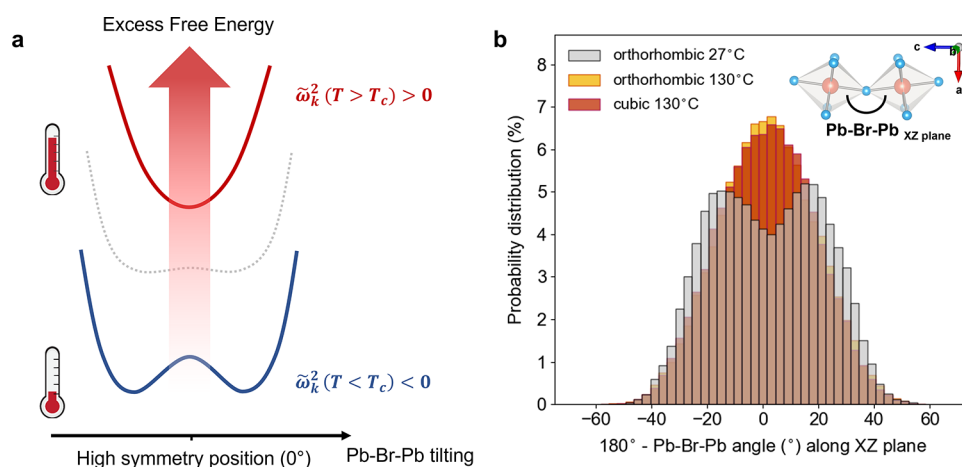 a
Excess Free Energy
ω̃²ₖ(T > T_c) > 0
ω̃²ₖ(T < T_c) < 0
High symmetry position (0°)
Pb-Br-Pb tilting
b
orthorhombic 27°C
orthorhombic 130°C
cubic 130°C
c
b
a
Pb-Br-Pb XZ plane
Probability distribution (%)
8
7
6
5
4
3
2
1
0
−60 −40 −20 0 20 40 60
180° - Pb-Br-Pb angle (°) along XZ plane